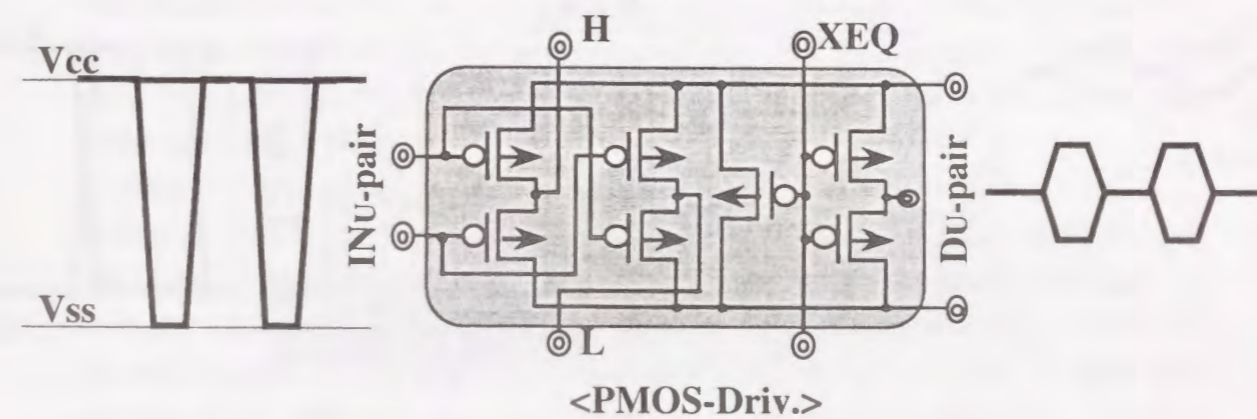 H
XEQ
Vcc
INU-pair
DU-pair
Vss
L
<PMOS-Driv.>